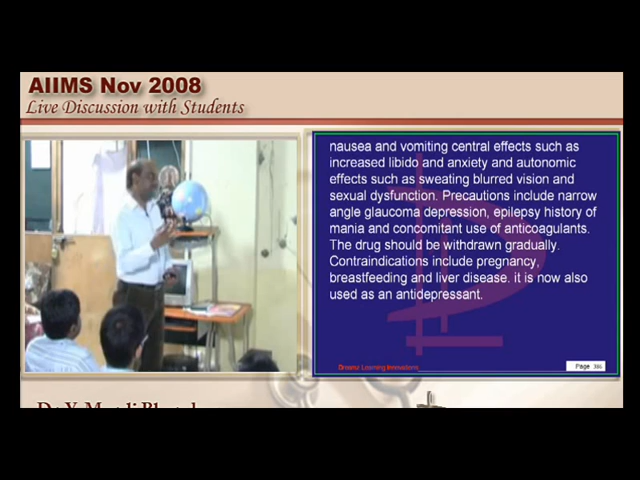 AIIMS Nov 2008
Live Discussion with Students
nausea and vomiting central effects such as
increased libido and anxiety and autonomic
effects such as sweating blurred vision and
sexual dysfunction. Precautions include narrow
angle glaucoma depression, epilepsy history of
mania and concomitant use of anticoagulants.
The drug should be withdrawn gradually.
Contraindications include pregnancy,
breastfeeding and liver disease. it is now also
used as an antidepressant.
Learning Innovations
Page 386